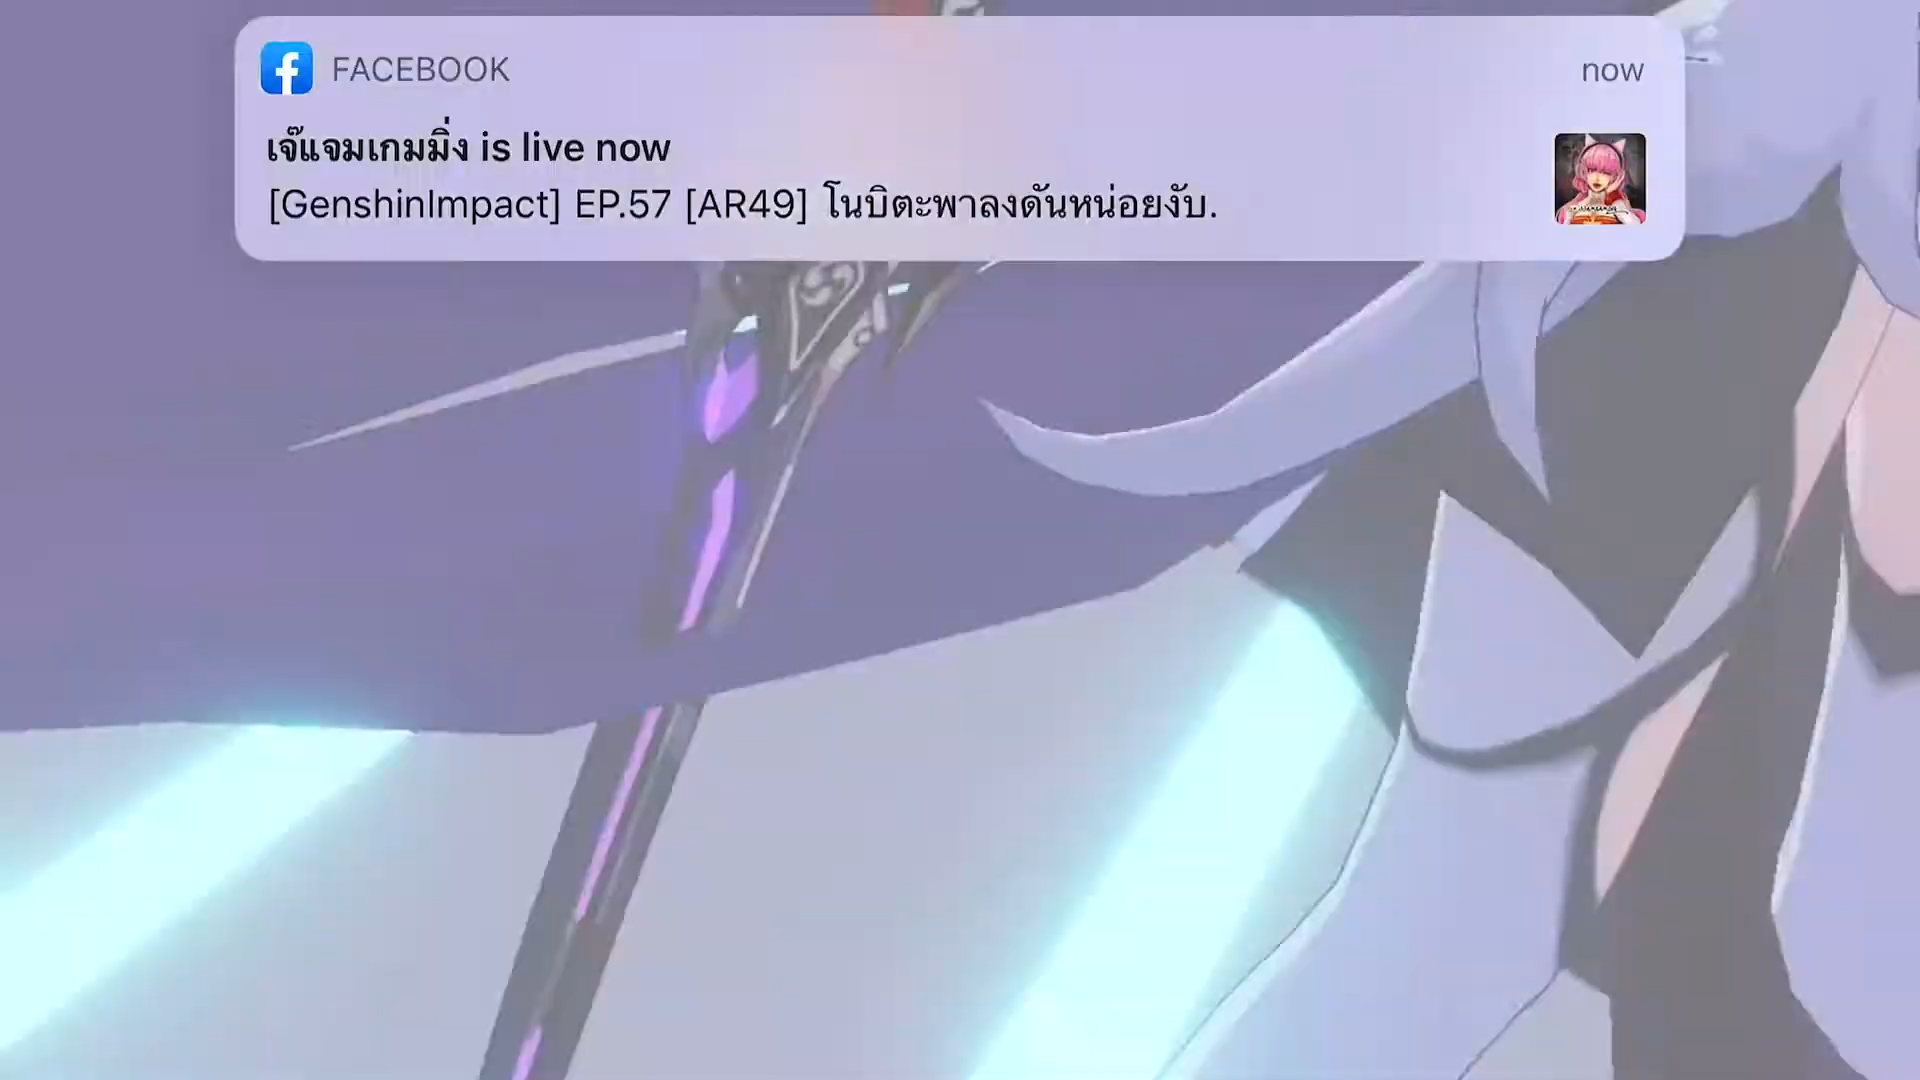 FACEBOOK
now
เจ๊แจมเกมมิ่ง is live now
[GenshinImpact] EP.57 [AR49] โนบิตะพาลงดันหน่อยงับ.